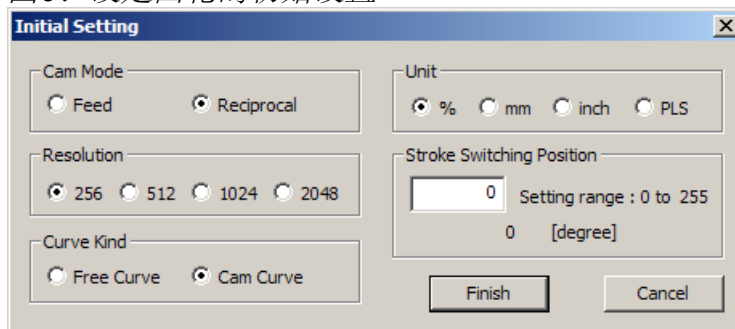 Initial Setting
Cam Mode
Feed Reciprocal
Unit
% mm inch PLS
Resolution
256 512 1024 2048
Stroke Switching Position
0 Setting range : 0 to 255
0 [degree]
Curve Kind
Free Curve Cam Curve
Finish Cancel